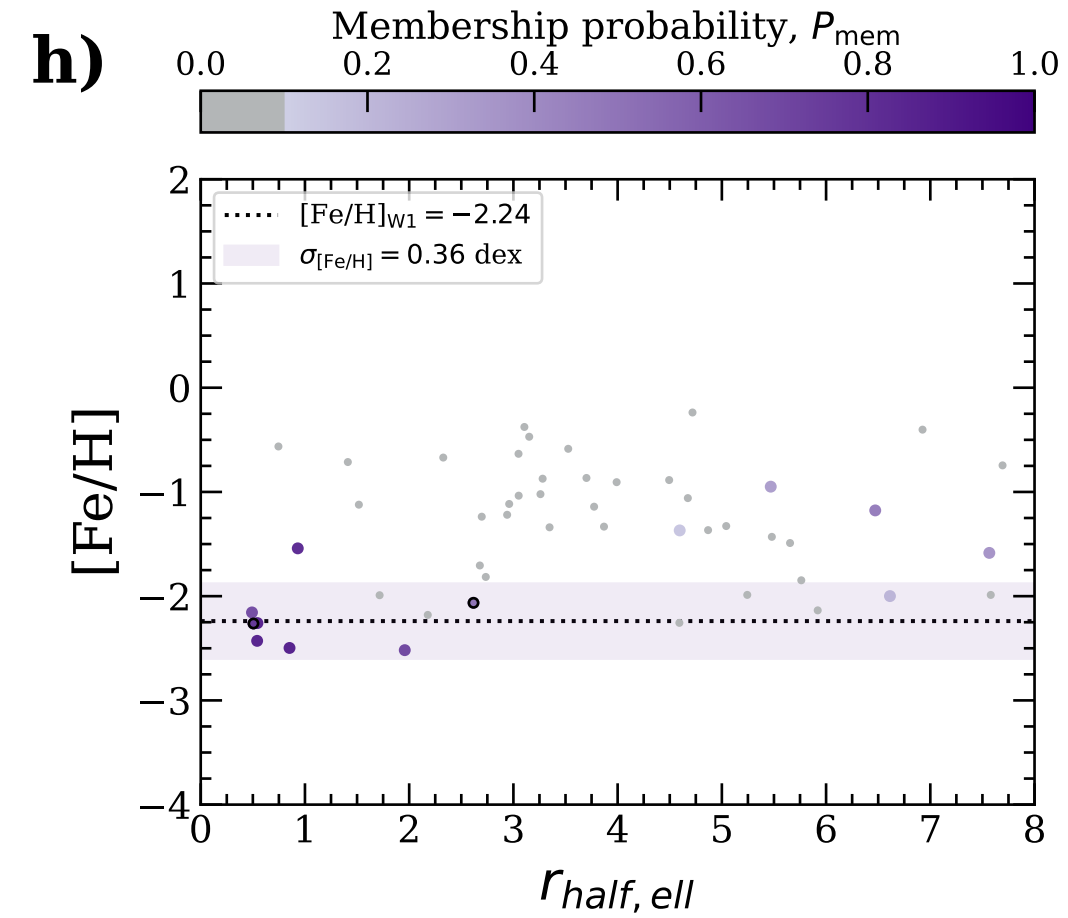 h)
Membership probability, P_mem
0.0 0.2 0.4 0.6 0.8 1.0
[Fe/H]_W1 = −2.24
σ_[Fe/H] = 0.36 dex
[Fe/H]
2
1
0
−1
−2
−3
−4
0 1 2 3 4 5 6 7 8
r_half, ell